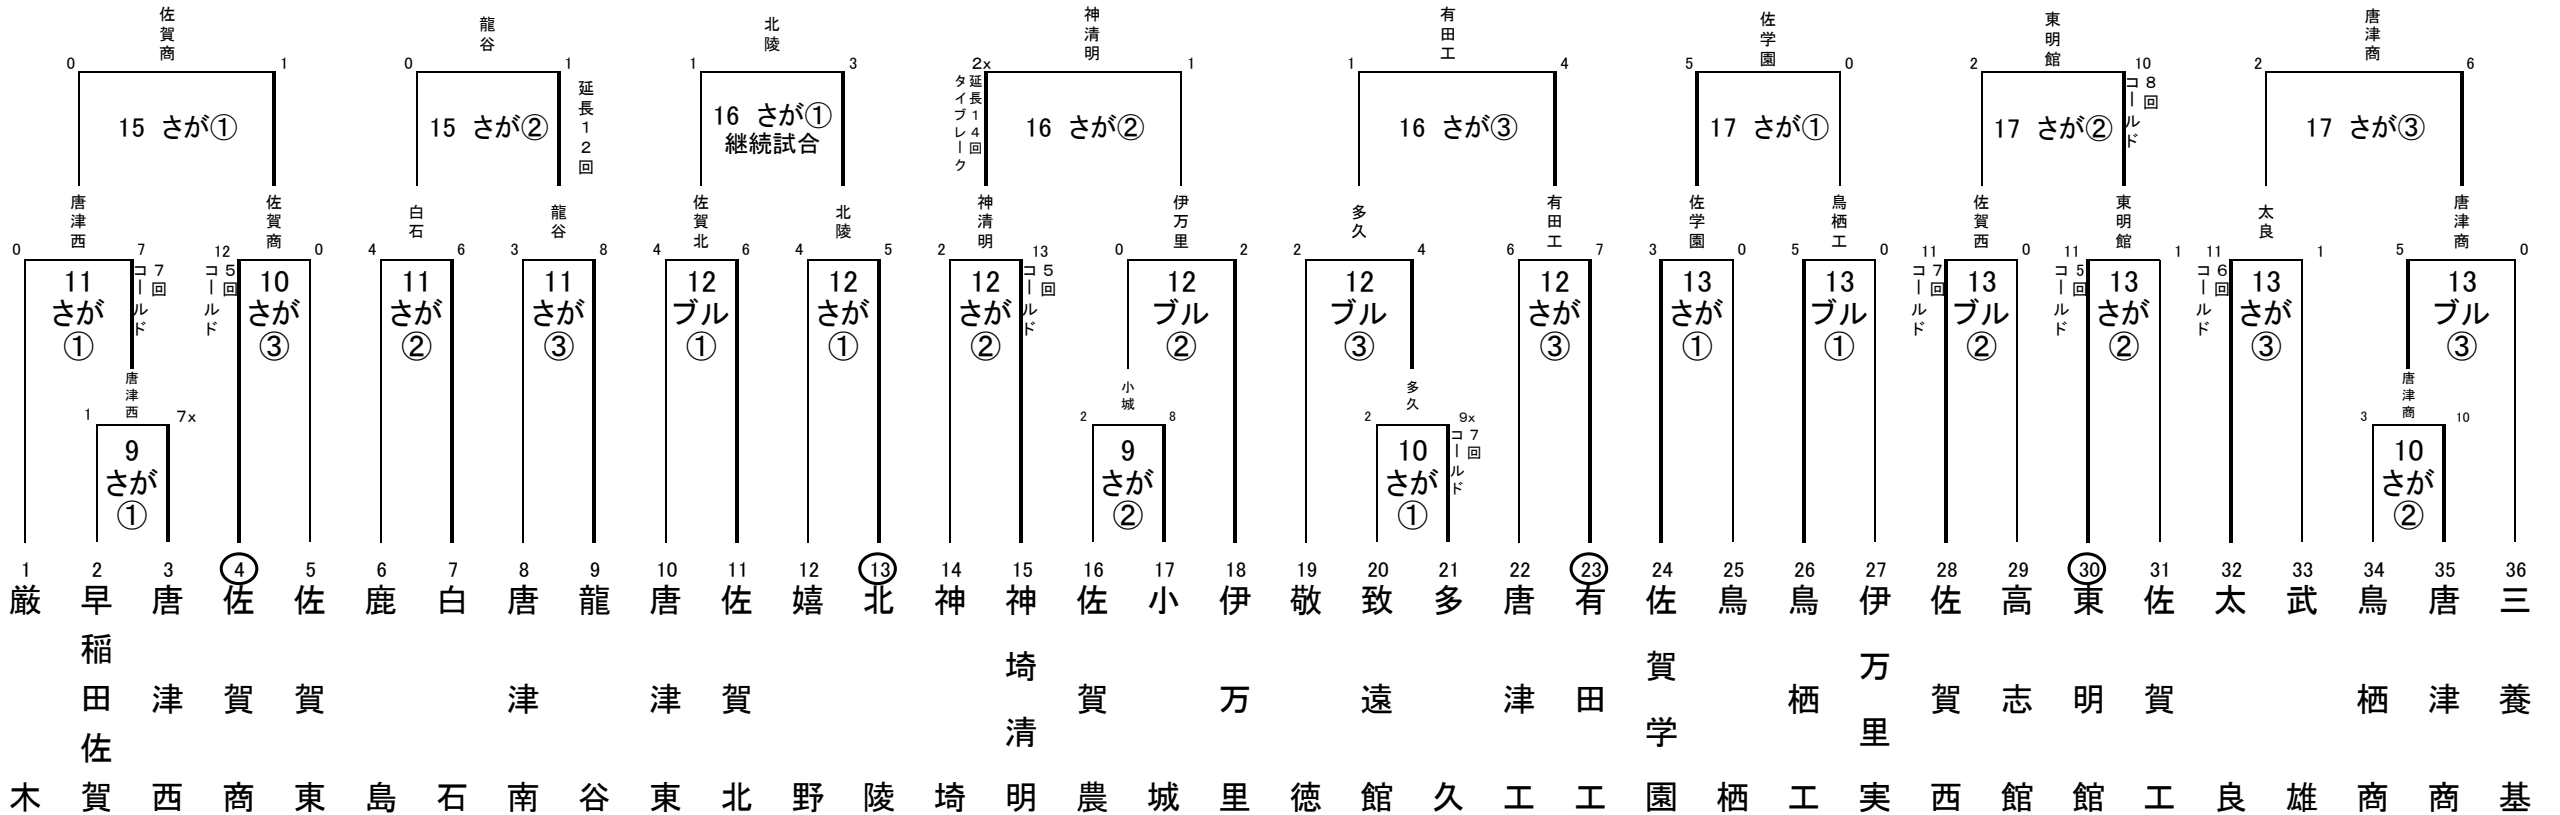 佐賀商
龍谷
北陵
神清明
有田工
佐学園
東明館
唐津商
0 1
0 1
1 3
2x 1
1 4
5 0
2 10
2 6
15 さが①
15 さが②
延長12回
16 さが①
継続試合
延長14回
タイブレーク
16 さが②
16 さが③
17 さが①
17 さが②
8回
コールド
17 さが③
唐津西
佐賀商
白石
龍谷
佐賀北
北陵
神清明
伊万里
多久
有田工
佐学園
鳥栖工
佐賀西
東明館
太良
唐津商
0 7
12 0
4 6
3 8
4 6
4 5
2 13
0 2
2 4
6 7
3 0
5 0
11 0
11 1
11 1
5 0
11
さが
①
7回
コールド
5回
コールド
10
さが
③
11
さが
②
11
さが
③
12
ブル
①
12
さが
①
12
さが
②
5回
コールド
12
ブル
②
12
ブル
③
12
さが
③
13
さが
①
13
ブル
①
7回
コールド
13
ブル
②
5回
コールド
13
さが
②
6回
コールド
13
さが
③
13
ブル
③
唐津西
1 7x
9
さが
①
小城
2 8
9
さが
②
多久
2 9x
10
さが
①
7回
コールド
唐津商
3 10
10
さが
②
1 厳木
2 早稲田佐賀
3 唐津西
4 佐賀商
5 佐賀東
6 鹿島
7 白石
8 唐津南
9 龍谷
10 唐津東
11 佐賀北
12 嬉野
13 北陵
14 神埼
15 神埼清明
16 佐賀農
17 小城
18 伊万里
19 敬徳
20 致遠館
21 多久
22 唐津工
23 有田工
24 佐賀学園
25 鳥栖
26 鳥栖工
27 伊万里実
28 佐賀西
29 高志館
30 東明館
31 佐賀工
32 太良
33 武雄
34 鳥栖商
35 唐津商
36 三養基